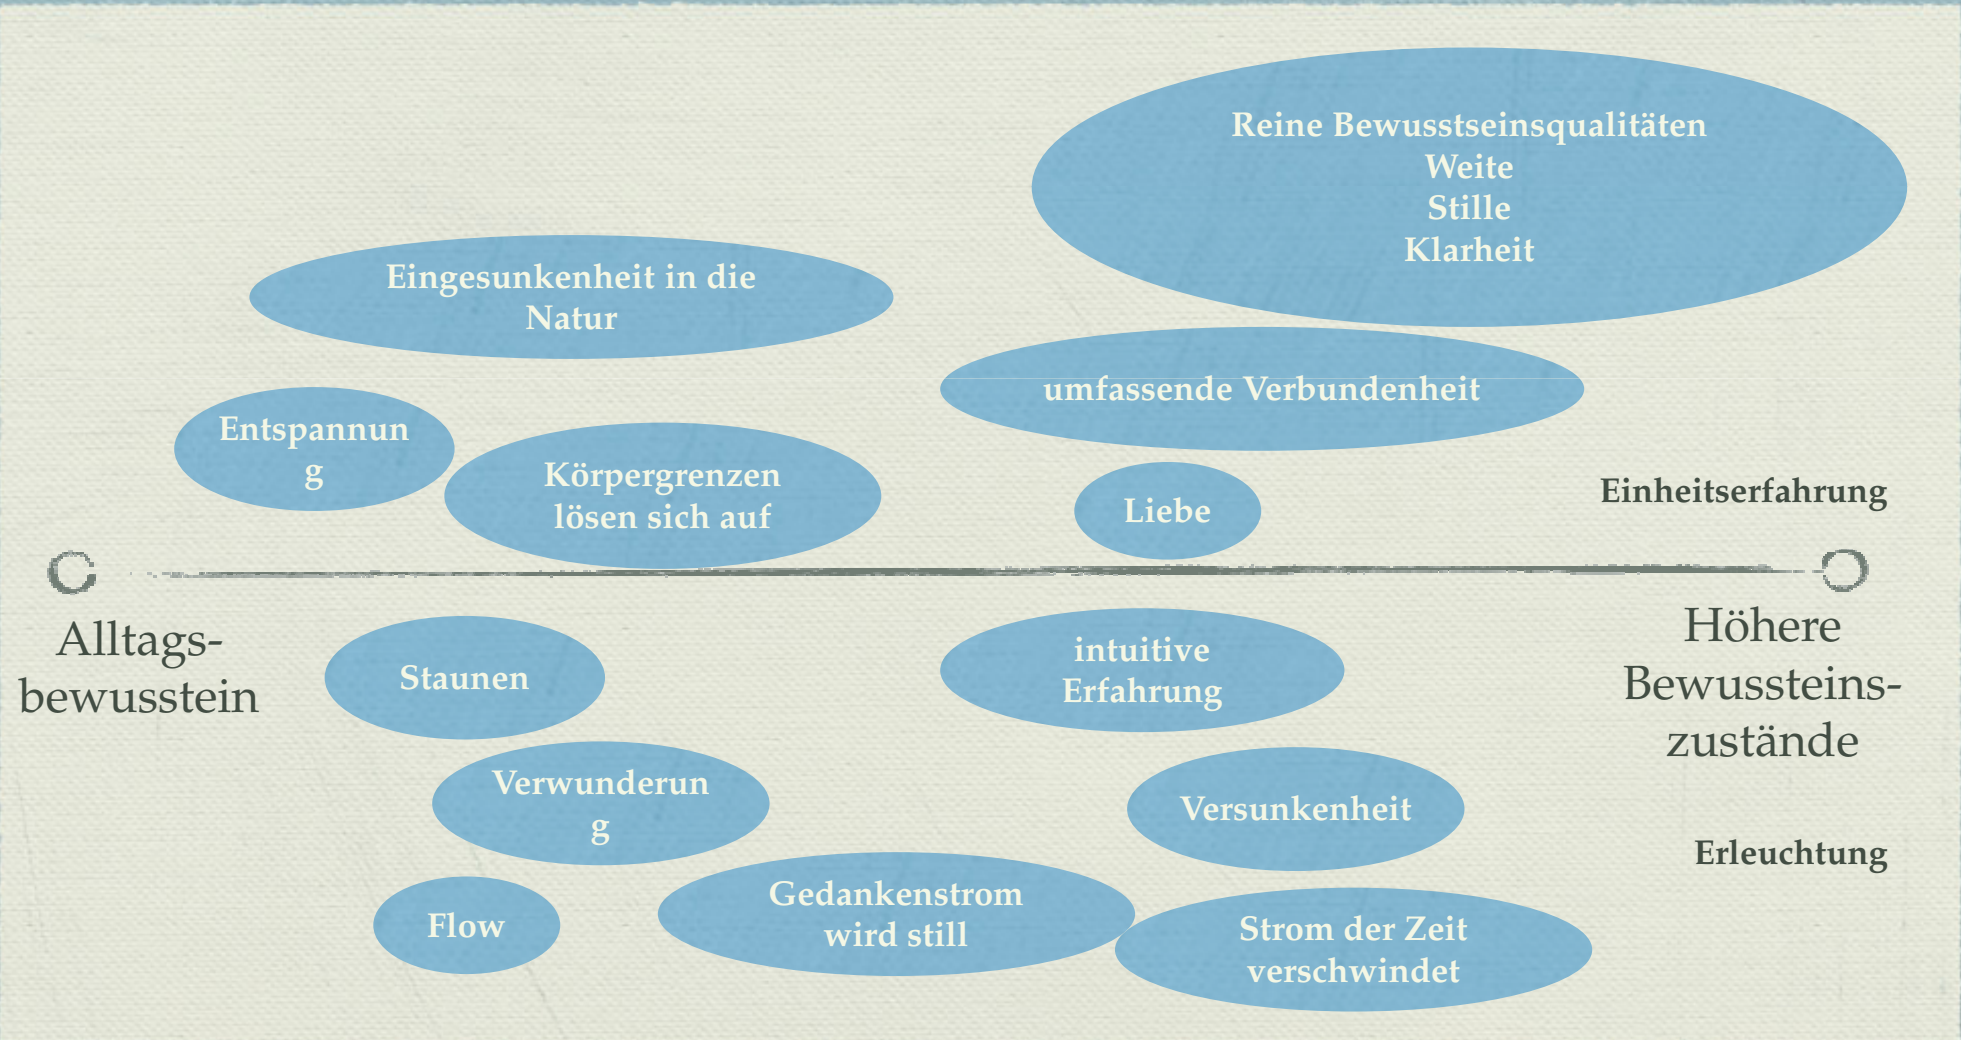 Reine Bewusstseinsqualitäten
Weite
Stille
Klarheit
Eingesunkenheit in die
Natur
umfassende Verbundenheit
Entspannun
g
Körpergrenzen
lösen sich auf
Liebe
Einheitserfahrung
Alltags-
bewusstein
Höhere
Bewussteins-
zustände
Staunen
intuitive
Erfahrung
Verwunderun
g
Versunkenheit
Erleuchtung
Flow
Gedankenstrom
wird still
Strom der Zeit
verschwindet